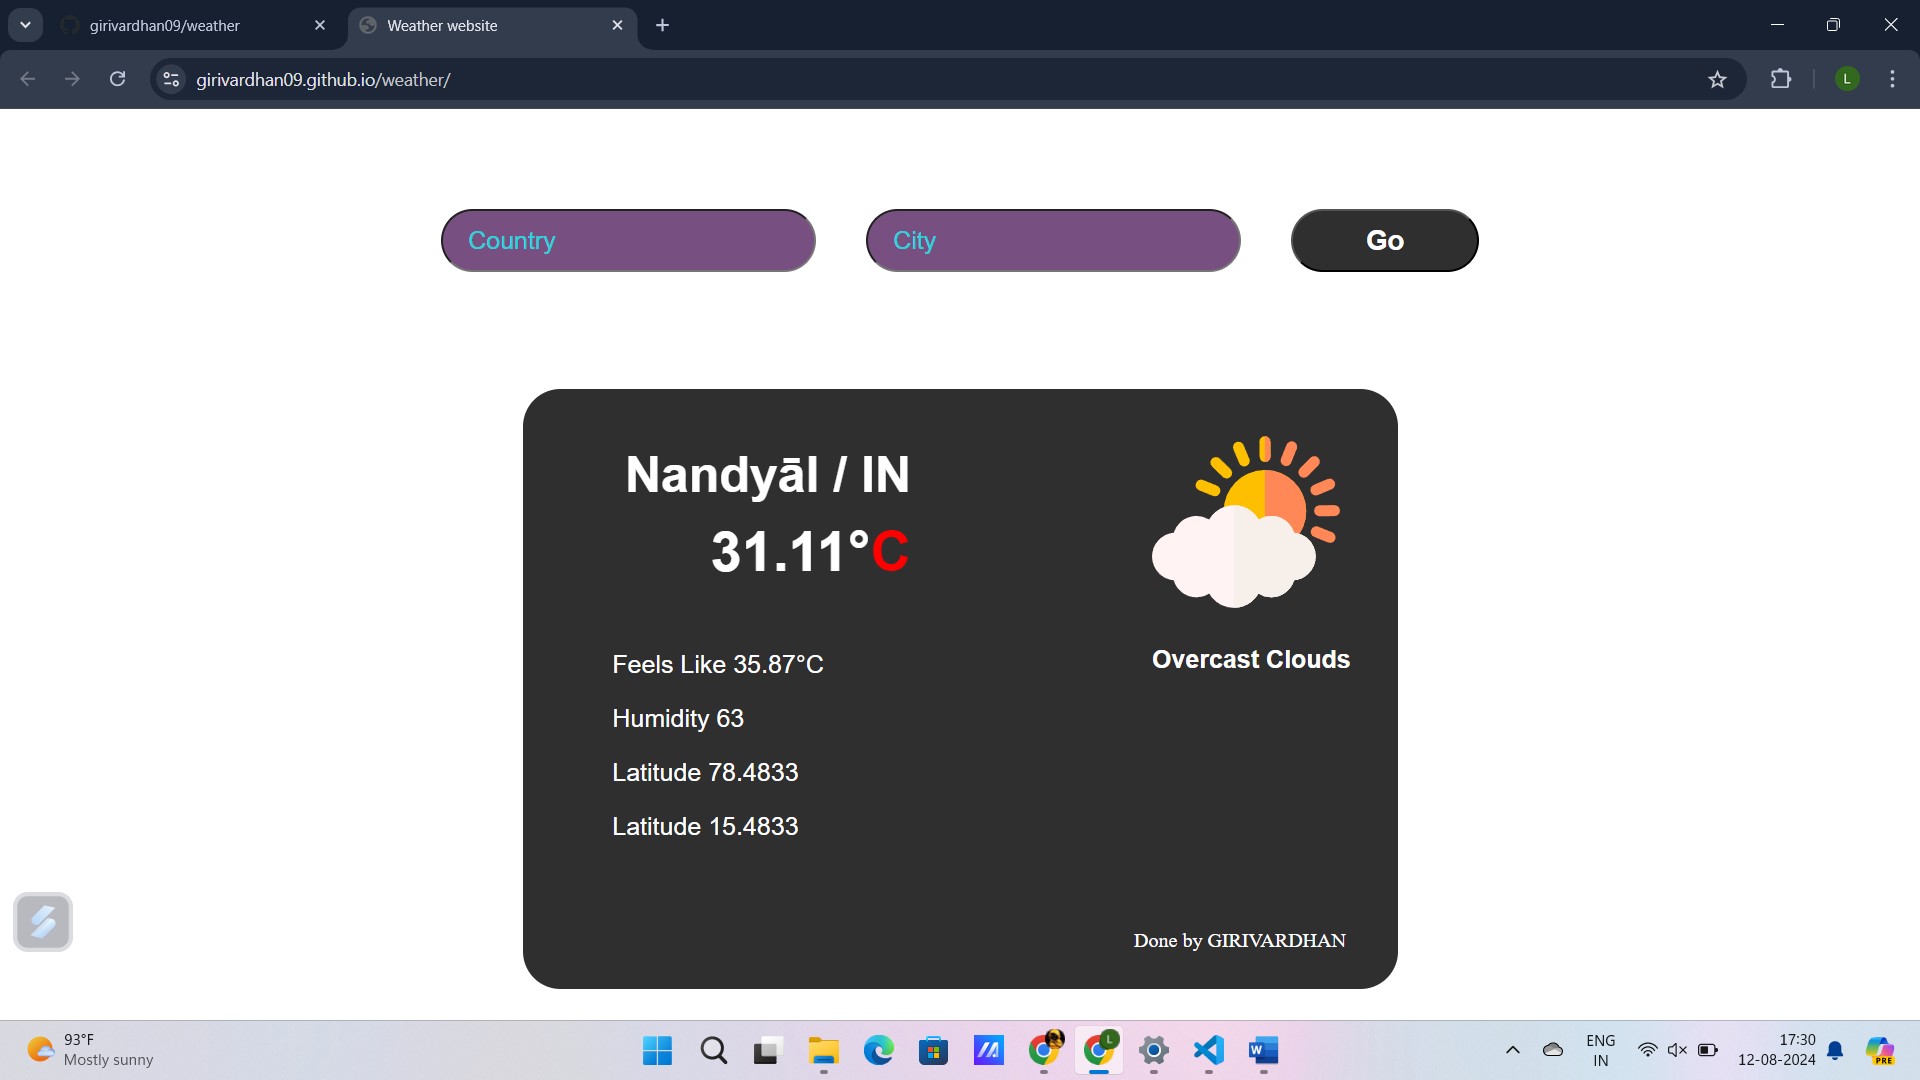 girivardhan09/weather
Weather website
girivardhan09.github.io/weather/
L
Country
City
Go
Nandyāl / IN
31.11°C
Feels Like 35.87°C
Overcast Clouds
Humidity 63
Latitude 78.4833
Latitude 15.4833
Done by GIRIVARDHAN
93°F
Mostly sunny
L
W
ENG
IN
17:30
12-08-2024
PRE